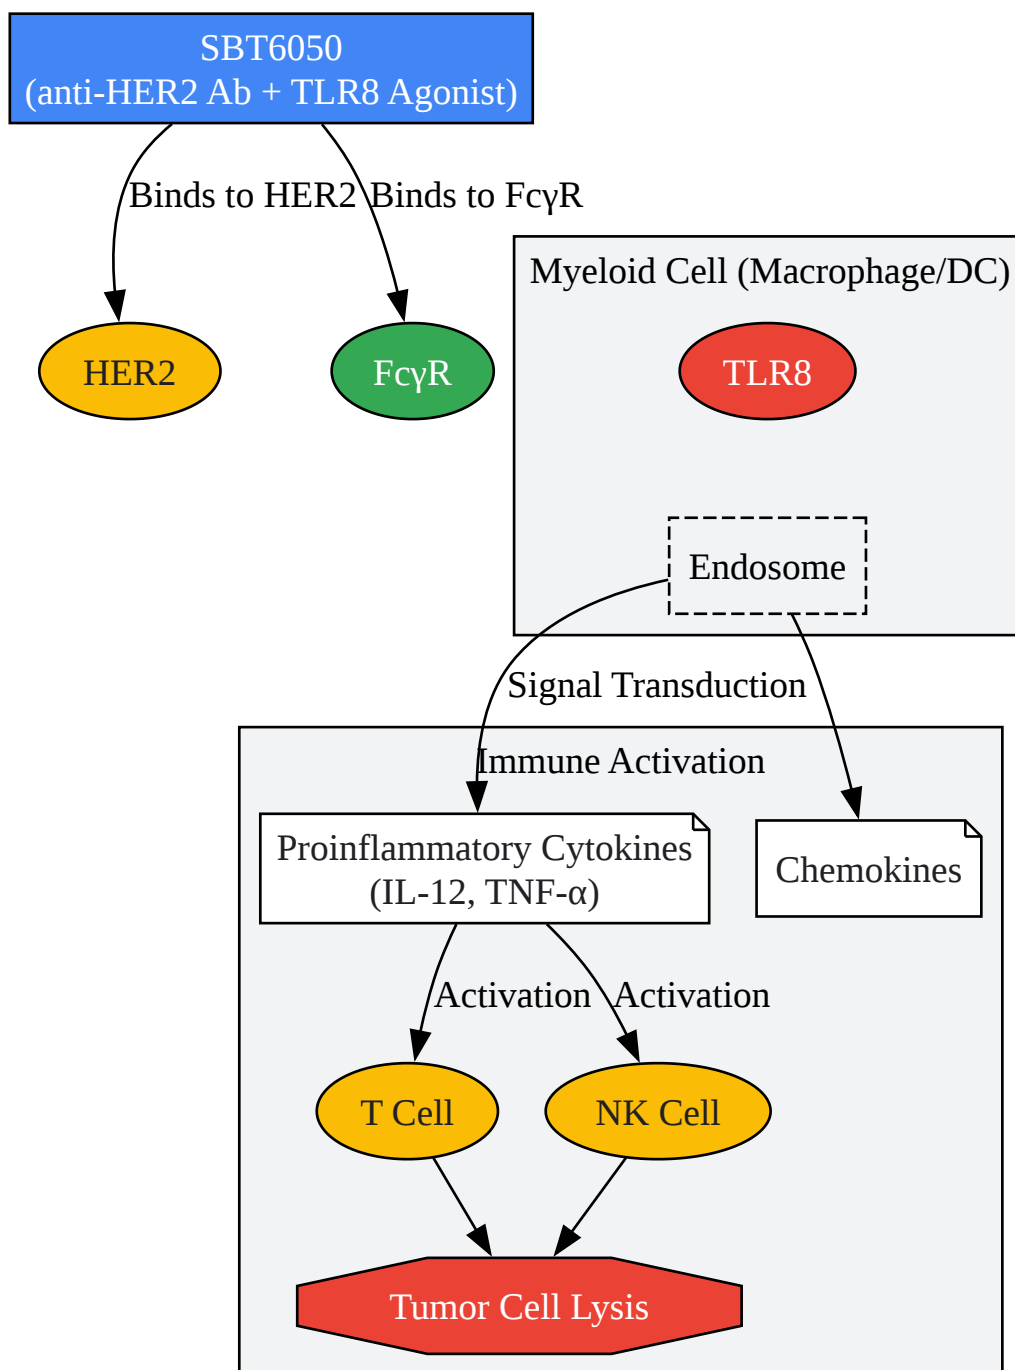 SBT6050
(anti-HER2 Ab + TLR8 Agonist)
Binds to HER2
Binds to FcγR
Myeloid Cell (Macrophage/DC)
HER2
FcγR
TLR8
Endosome
Signal Transduction
Immune Activation
Proinflammatory Cytokines
(IL-12, TNF-α)
Chemokines
Activation
Activation
T Cell
NK Cell
Tumor Cell Lysis